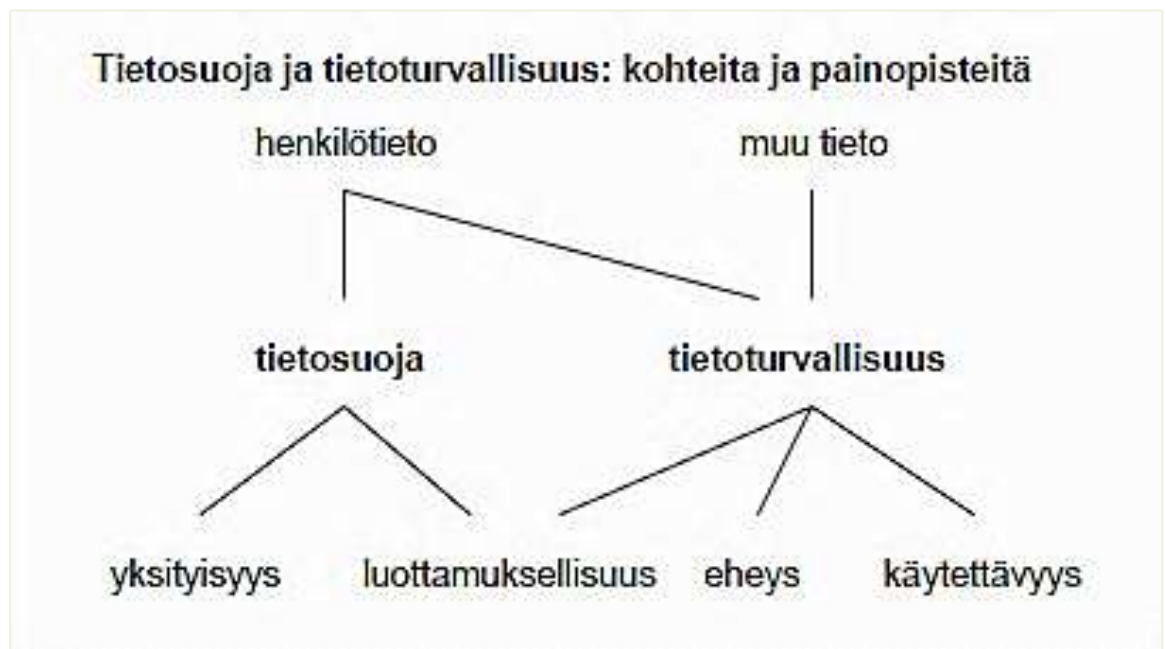 Tietosuoja ja tietoturvallisuus: kohteita ja painopisteitä
henkilötieto muu tieto
tietosuoja tietoturvallisuus
yksityisyys luottamuksellisuus eheys käytettävyys